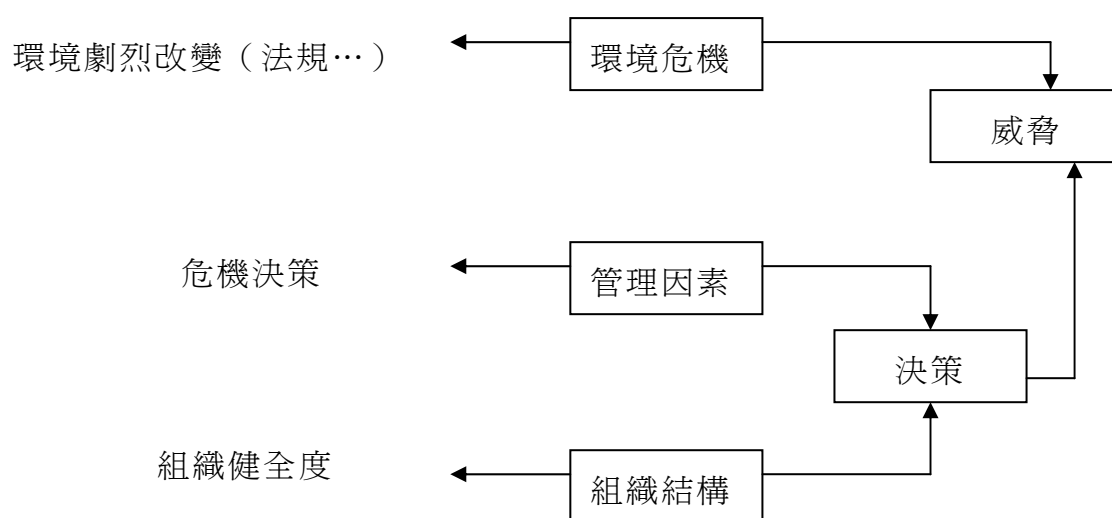 環境劇烈改變（法規…）
環境危機
威脅
危機決策
管理因素
決策
組織健全度
組織結構